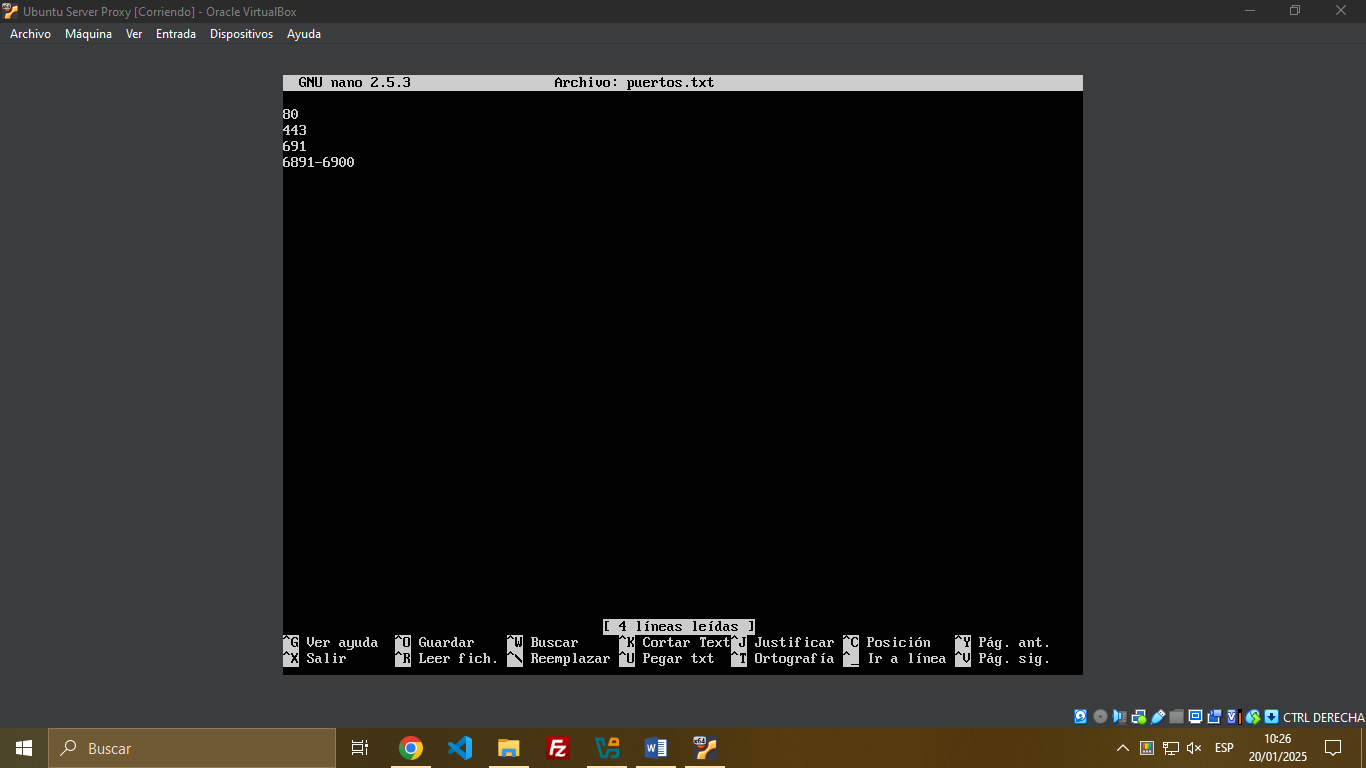 Ubuntu Server Proxy [Corriendo] - Oracle VirtualBox
Archivo Máquina Ver Entrada Dispositivos Ayuda
GNU nano 2.5.3 Archivo: puertos.txt
80
443
691
6891-6900
[ 4 líneas leídas ]
^G Ver ayuda ^O Guardar ^W Buscar ^K Cortar Text ^J Justificar ^C Posición ^Y Pág. ant.
^X Salir ^R Leer fich. ^\ Reemplazar ^U Pegar txt ^T Ortografía ^_ Ir a línea ^V Pág. sig.
CTRL DERECHA
Buscar
ESP
10:26
20/01/2025